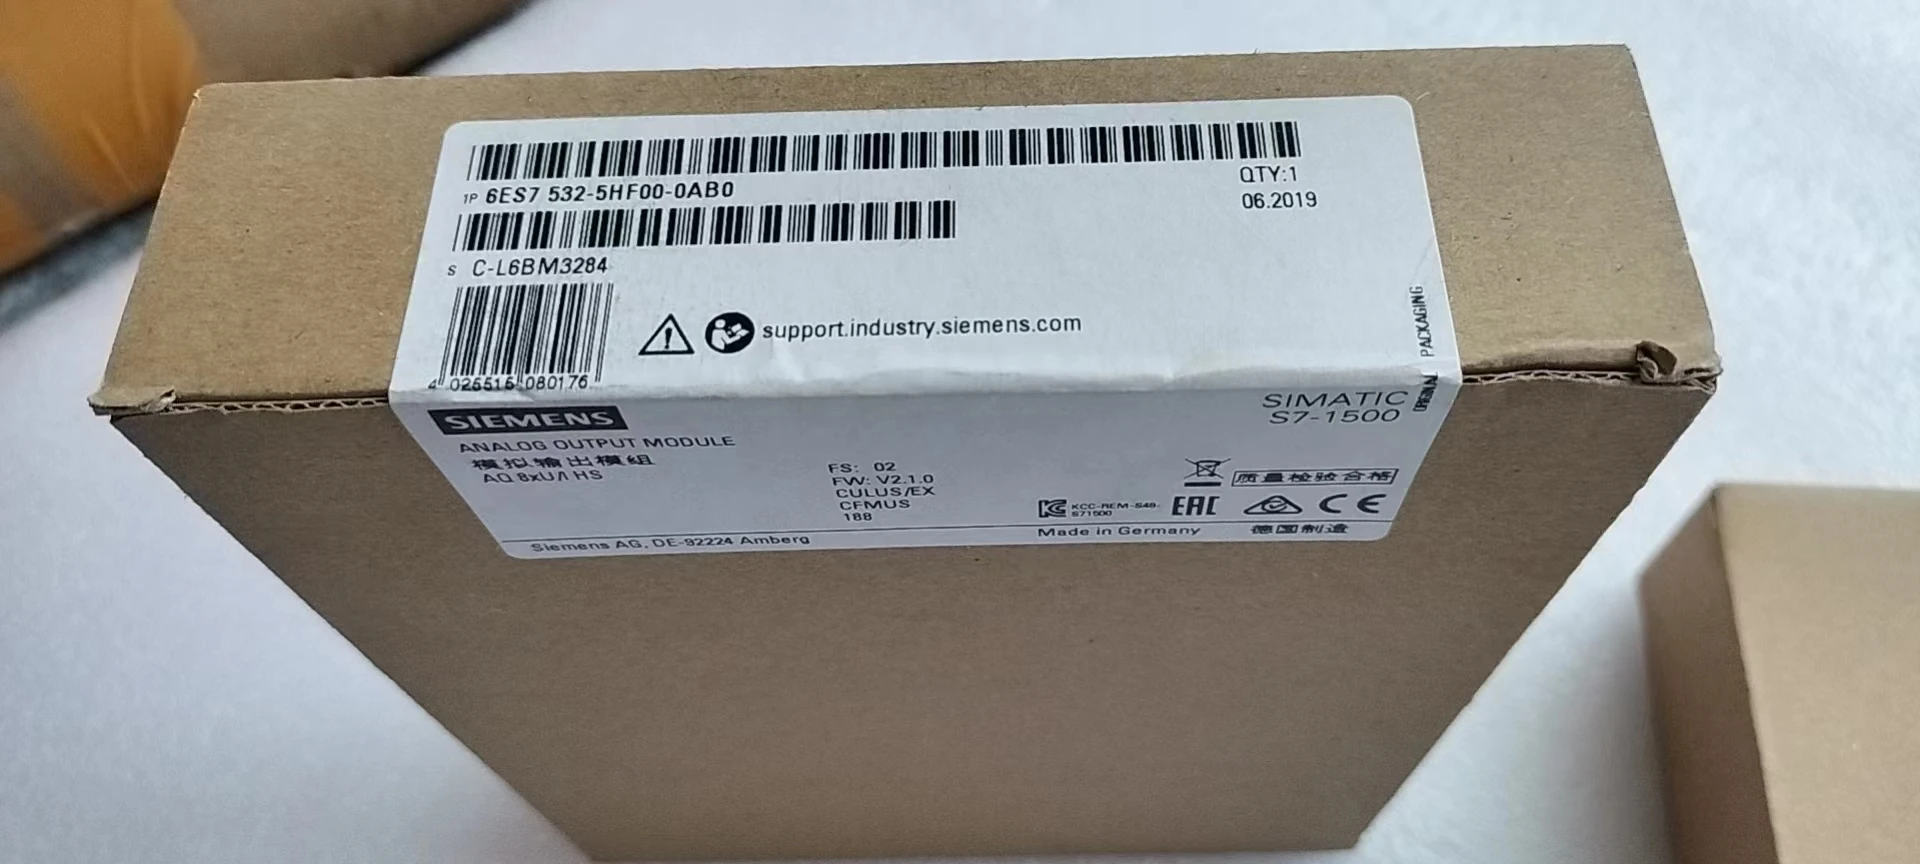 1P 6ES7 532-5HF00-0AB0
QTY:1
06.2019
S C-L6BM3284
support.industry.siemens.com
4 025515 080176
ORIGINAL PACKAGING
SIEMENS
SIMATIC
S7-1500
ANALOG OUTPUT MODULE
模拟输出模组
AQ 8xU/I HS
FS: 02
FW: V2.1.0
CULUS/EX
CFMUS
188
质量检验合格
KCC-REM-S49-
S71500
EAC
CE
Siemens AG, DE-92224 Amberg
Made in Germany
德国制造